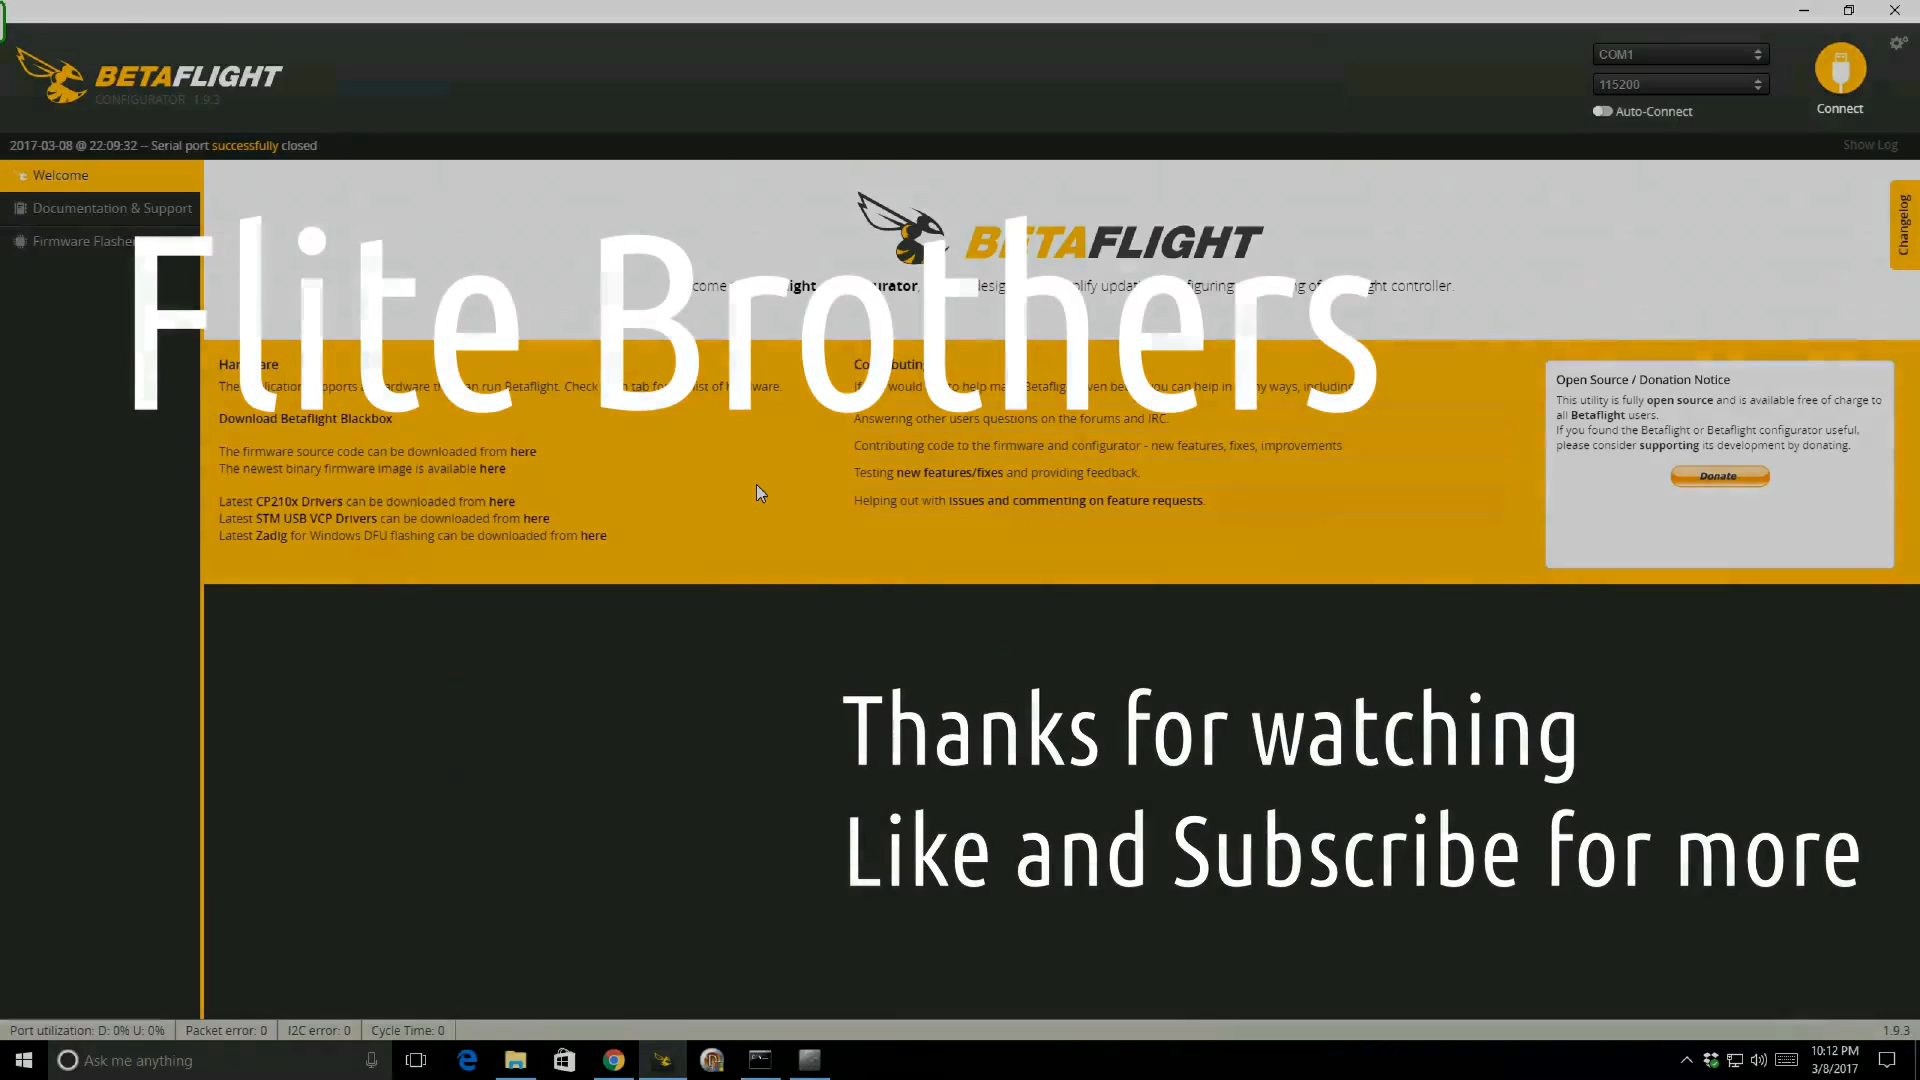 BETAFLIGHT
CONFIGURATOR 1.9.3
COM1
115200
Auto-Connect
Connect
2017-03-08 @ 22:09:32 -- Serial port successfully closed
Show Log
Welcome
Documentation & Support
Firmware Flasher
Changelog
BETAFLIGHT
Flite Brothers
Hardware
Download Betaflight Blackbox
The firmware source code can be downloaded from here
The newest binary firmware image is available here
Latest CP210x Drivers can be downloaded from here
Latest STM USB VCP Drivers can be downloaded from here
Latest Zadig for Windows DFU flashing can be downloaded from here
Contributing
Answering other users questions on the forums and IRC.
Contributing code to the firmware and configurator - new features, fixes, improvements
Testing new features/fixes and providing feedback.
Helping out with issues and commenting on feature requests.
Open Source / Donation Notice
This utility is fully open source and is available free of charge to
all Betaflight users.
If you found the Betaflight or Betaflight configurator useful,
please consider supporting its development by donating.
Donate
Thanks for watching
Like and Subscribe for more
Port utilization: D: 0% U: 0%
Packet error: 0
I2C error: 0
Cycle Time: 0
1.9.3
Ask me anything
10:12 PM
3/8/2017